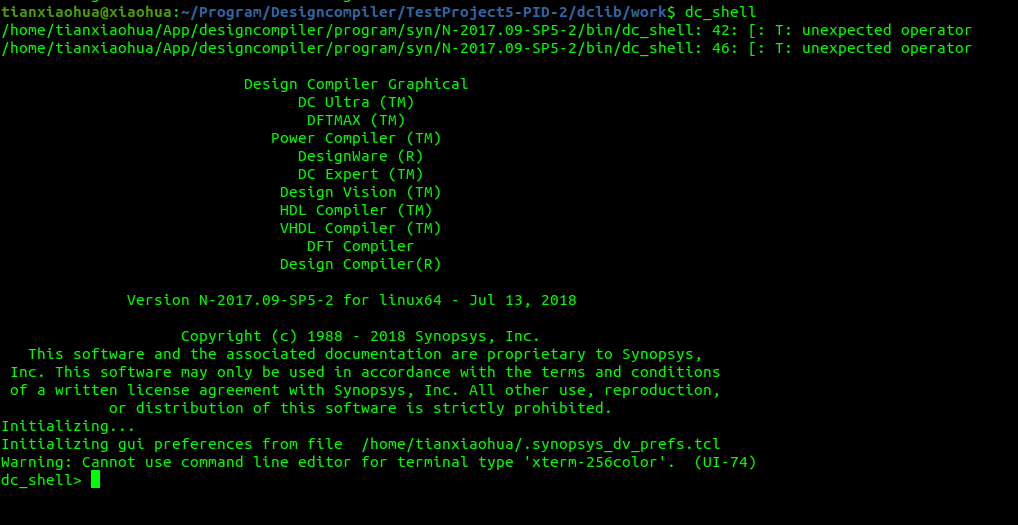 tianxiaohua@xiaohua:~/Program/Designcompiler/TestProject5-PID-2/dclib/work$ dc_shell
/home/tianxiaohua/App/designcompiler/program/syn/N-2017.09-SP5-2/bin/dc_shell: 42: [: T: unexpected operator
/home/tianxiaohua/App/designcompiler/program/syn/N-2017.09-SP5-2/bin/dc_shell: 46: [: T: unexpected operator
Design Compiler Graphical
DC Ultra (TM)
DFTMAX (TM)
Power Compiler (TM)
DesignWare (R)
DC Expert (TM)
Design Vision (TM)
HDL Compiler (TM)
VHDL Compiler (TM)
DFT Compiler
Design Compiler(R)
Version N-2017.09-SP5-2 for linux64 - Jul 13, 2018
Copyright (c) 1988 - 2018 Synopsys, Inc.
This software and the associated documentation are proprietary to Synopsys,
Inc. This software may only be used in accordance with the terms and conditions
of a written license agreement with Synopsys, Inc. All other use, reproduction,
or distribution of this software is strictly prohibited.
Initializing...
Initializing gui preferences from file  /home/tianxiaohua/.synopsys_dv_prefs.tcl
Warning: Cannot use command line editor for terminal type 'xterm-256color'.  (UI-74)
dc_shell>